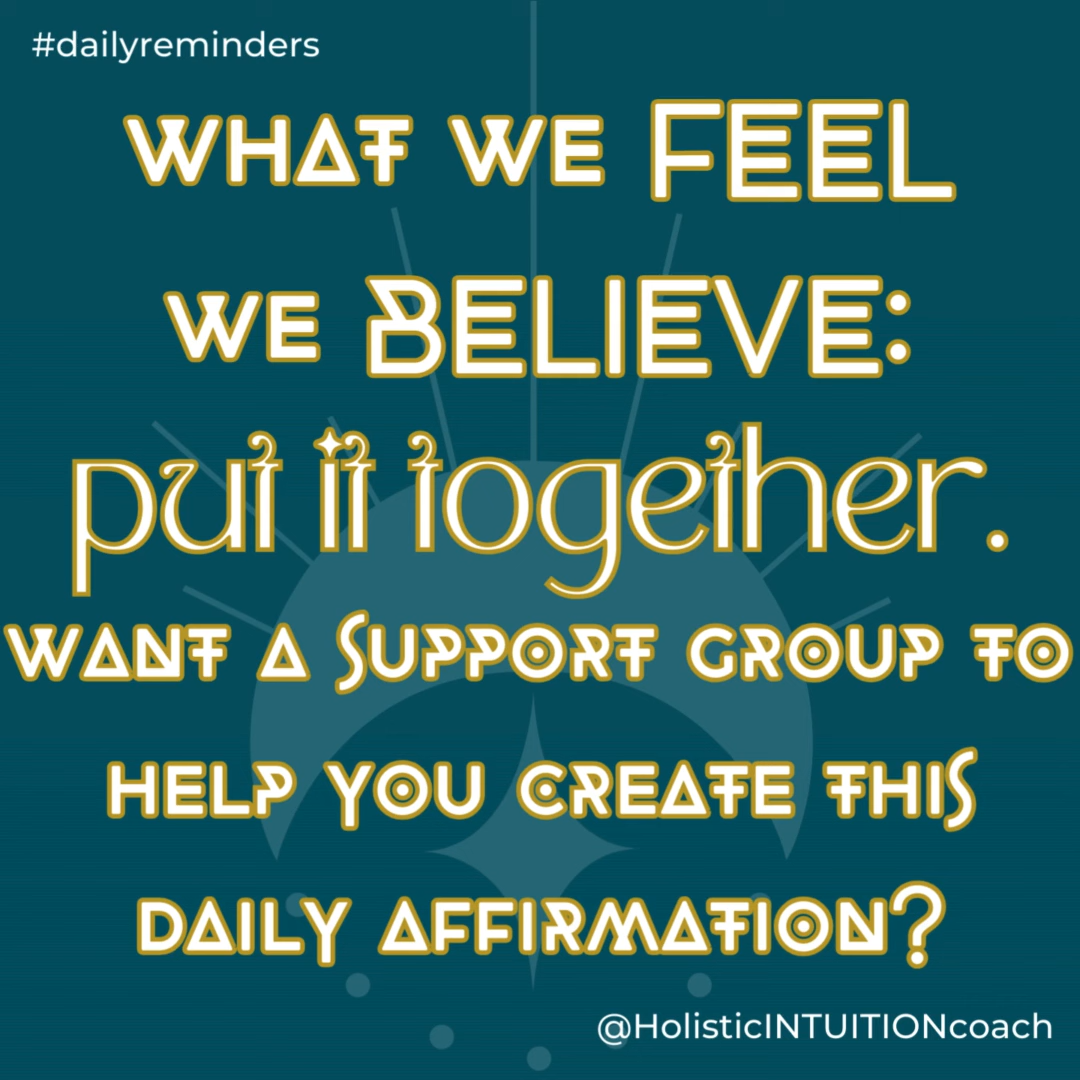 #dailyreminders
WHAT WE FEEL
WE BELIEVE:
put it together.
WANT A SUPPORT GROUP TO
HELP YOU CREATE THIS
DAILY AFFIRMATION?
@HolisticINTUITIONcoach